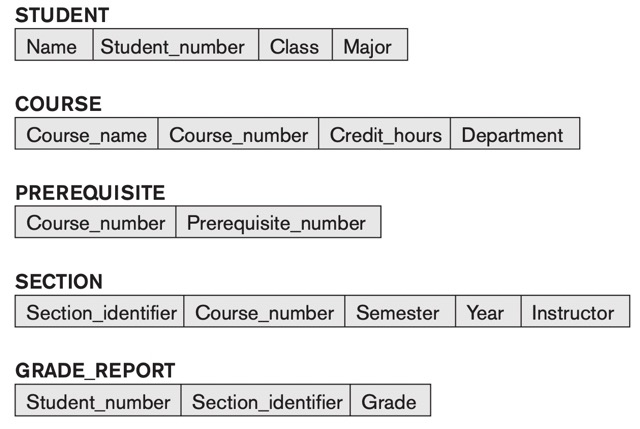 STUDENT
Name Student_number Class Major
COURSE
Course_name Course_number Credit_hours Department
PREREQUISITE
Course_number Prerequisite_number
SECTION
Section_identifier Course_number Semester Year Instructor
GRADE_REPORT
Student_number Section_identifier Grade